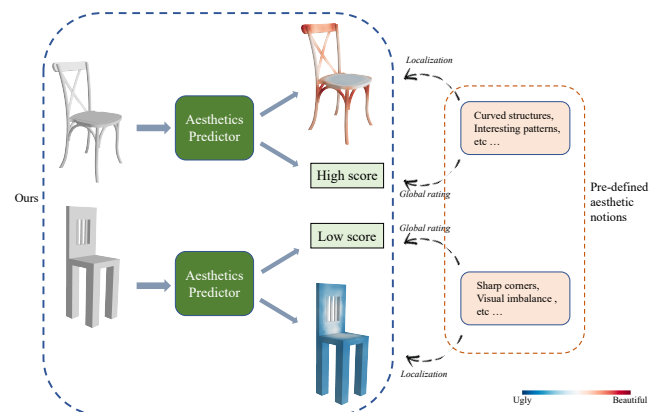 Localization
Curved structures,
Interesting patterns,
etc …
Aesthetics
Predictor
High score
Global rating
Ours
Pre-defined
aesthetic
notions
Global rating
Low score
Aesthetics
Predictor
Sharp corners,
Visual imbalance ,
etc …
Localization
Ugly
Beautiful